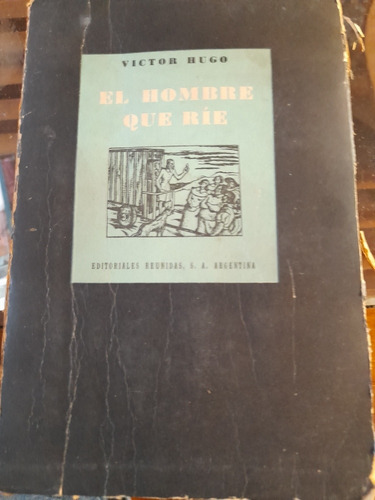 VICTOR HUGO
EL HOMBRE
QUE RÍE
EDITORIALES REUNIDAS, S. A. ARGENTINA